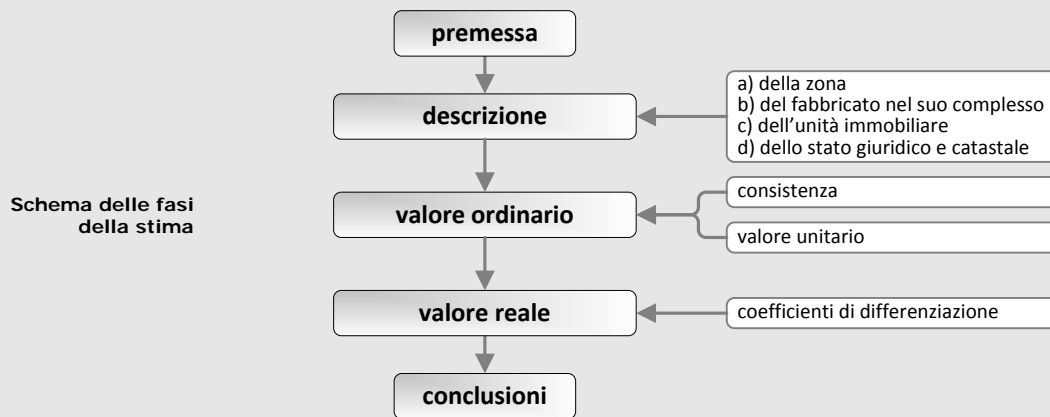 premessa
descrizione
a) della zona
b) del fabbricato nel suo complesso
c) dell'unità immobiliare
d) dello stato giuridico e catastale
Schema delle fasi
della stima
valore ordinario
consistenza
valore unitario
valore reale
coefficienti di differenziazione
conclusioni